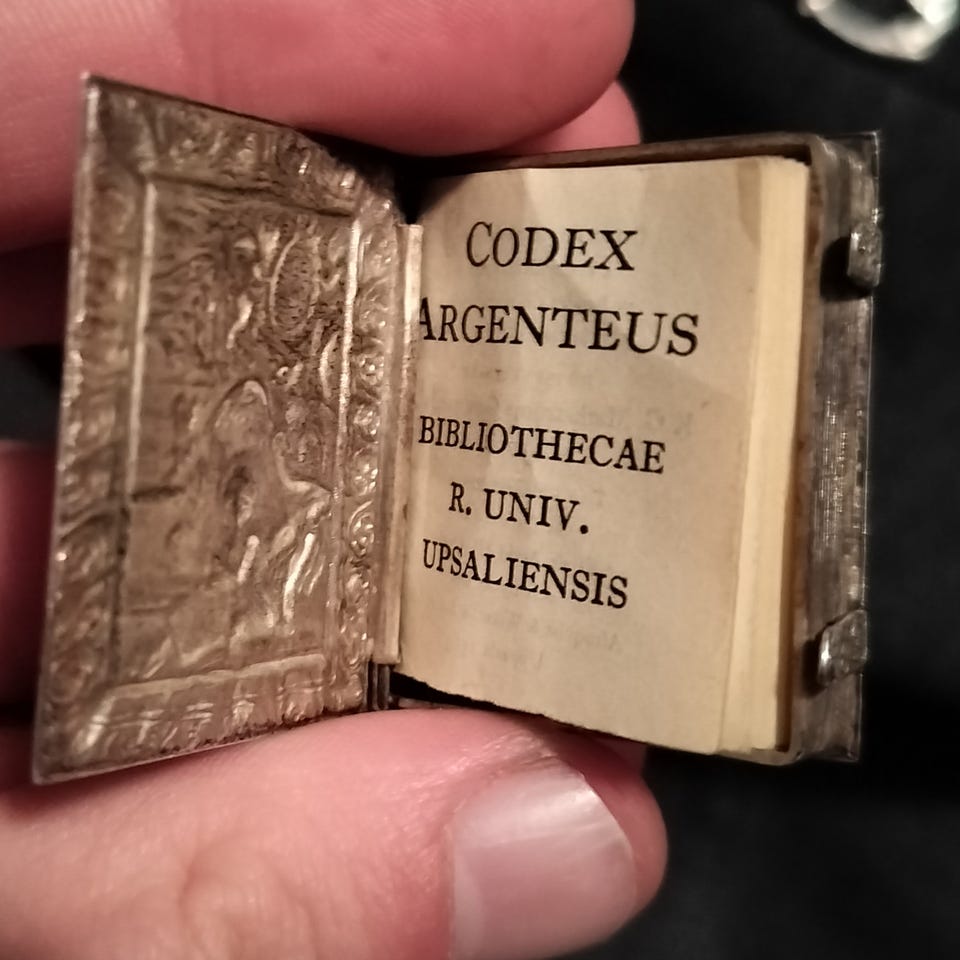 CODEX
ARGENTEUS
BIBLIOTHECAE
R. UNIV.
UPSALIENSIS